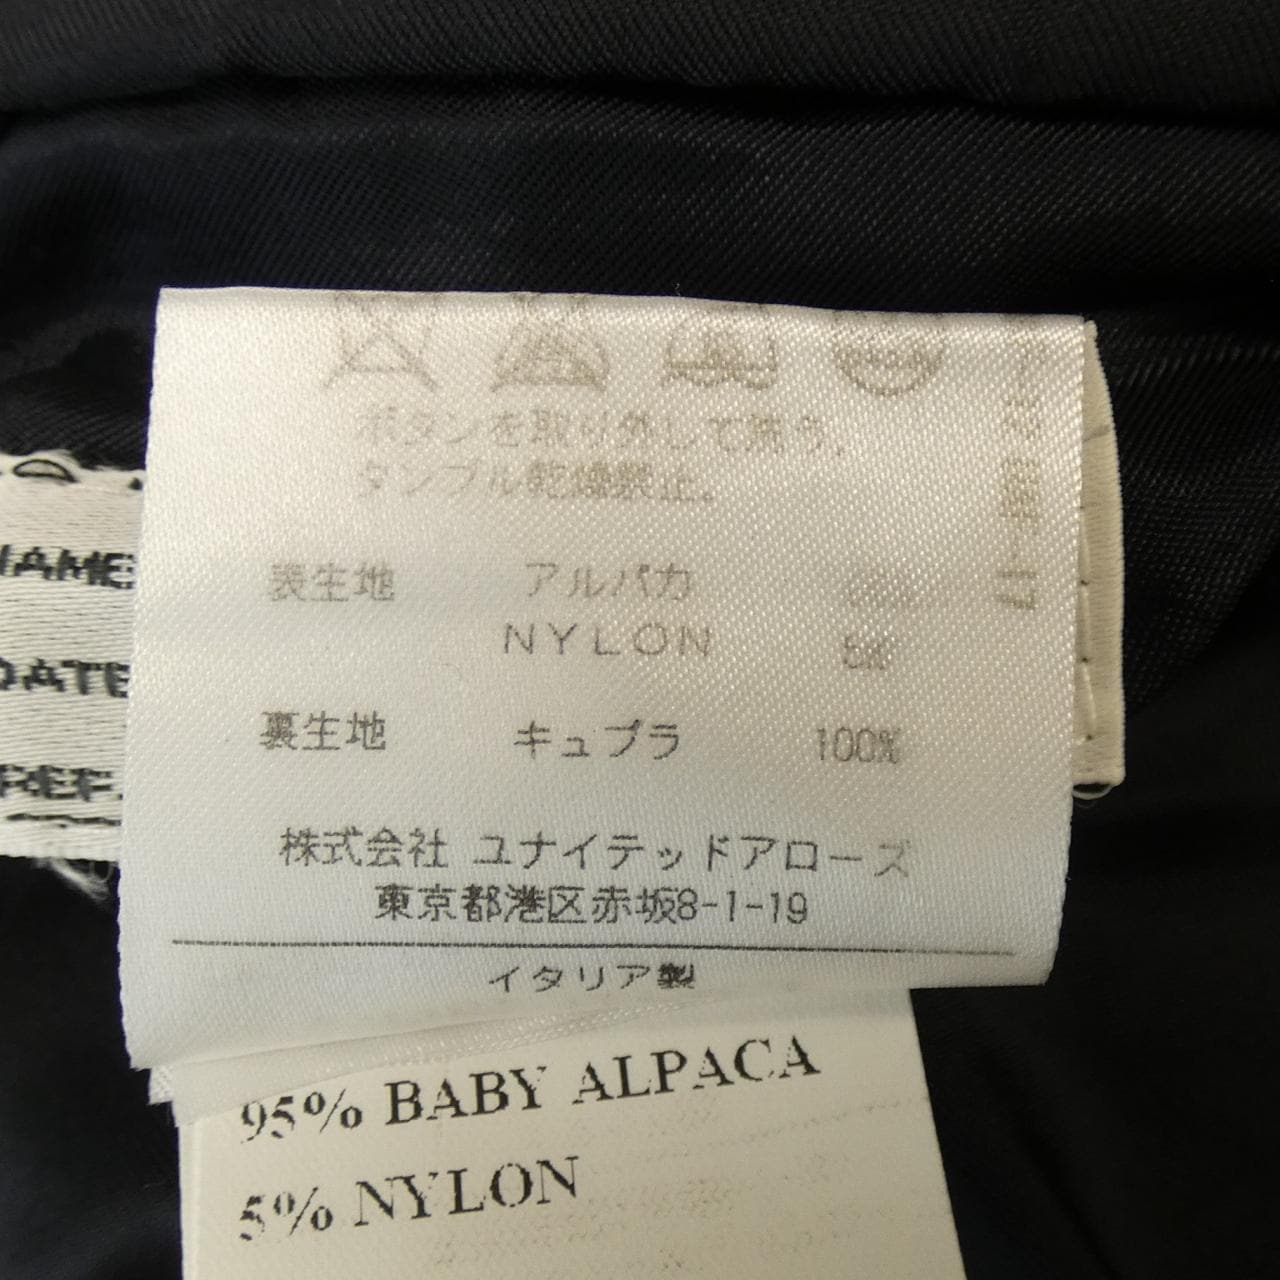 ボタンを取り外して洗う。
タンブル乾燥禁止。
表生地 アルパカ
NYLON 5%
裏生地 キュプラ 100%
株式会社 ユナイテッドアローズ
東京都港区赤坂8-1-19
イタリア製
95% BABY ALPACA
5% NYLON
NAME
DATE
REF.